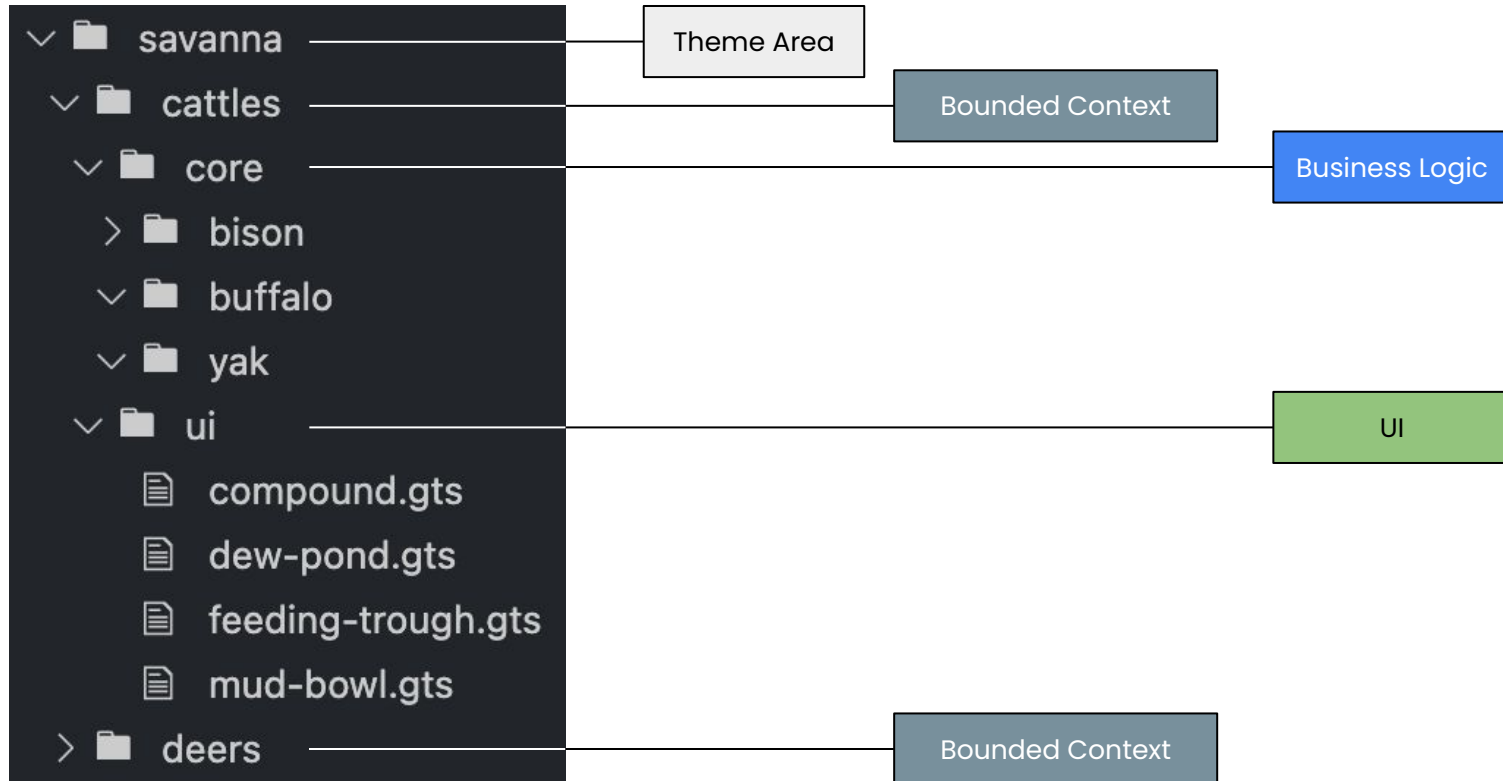 savanna Theme Area
cattles Bounded Context
core Business Logic
bison
buffalo
yak
ui UI
compound.gts
dew-pond.gts
feeding-trough.gts
mud-bowl.gts
deers Bounded Context